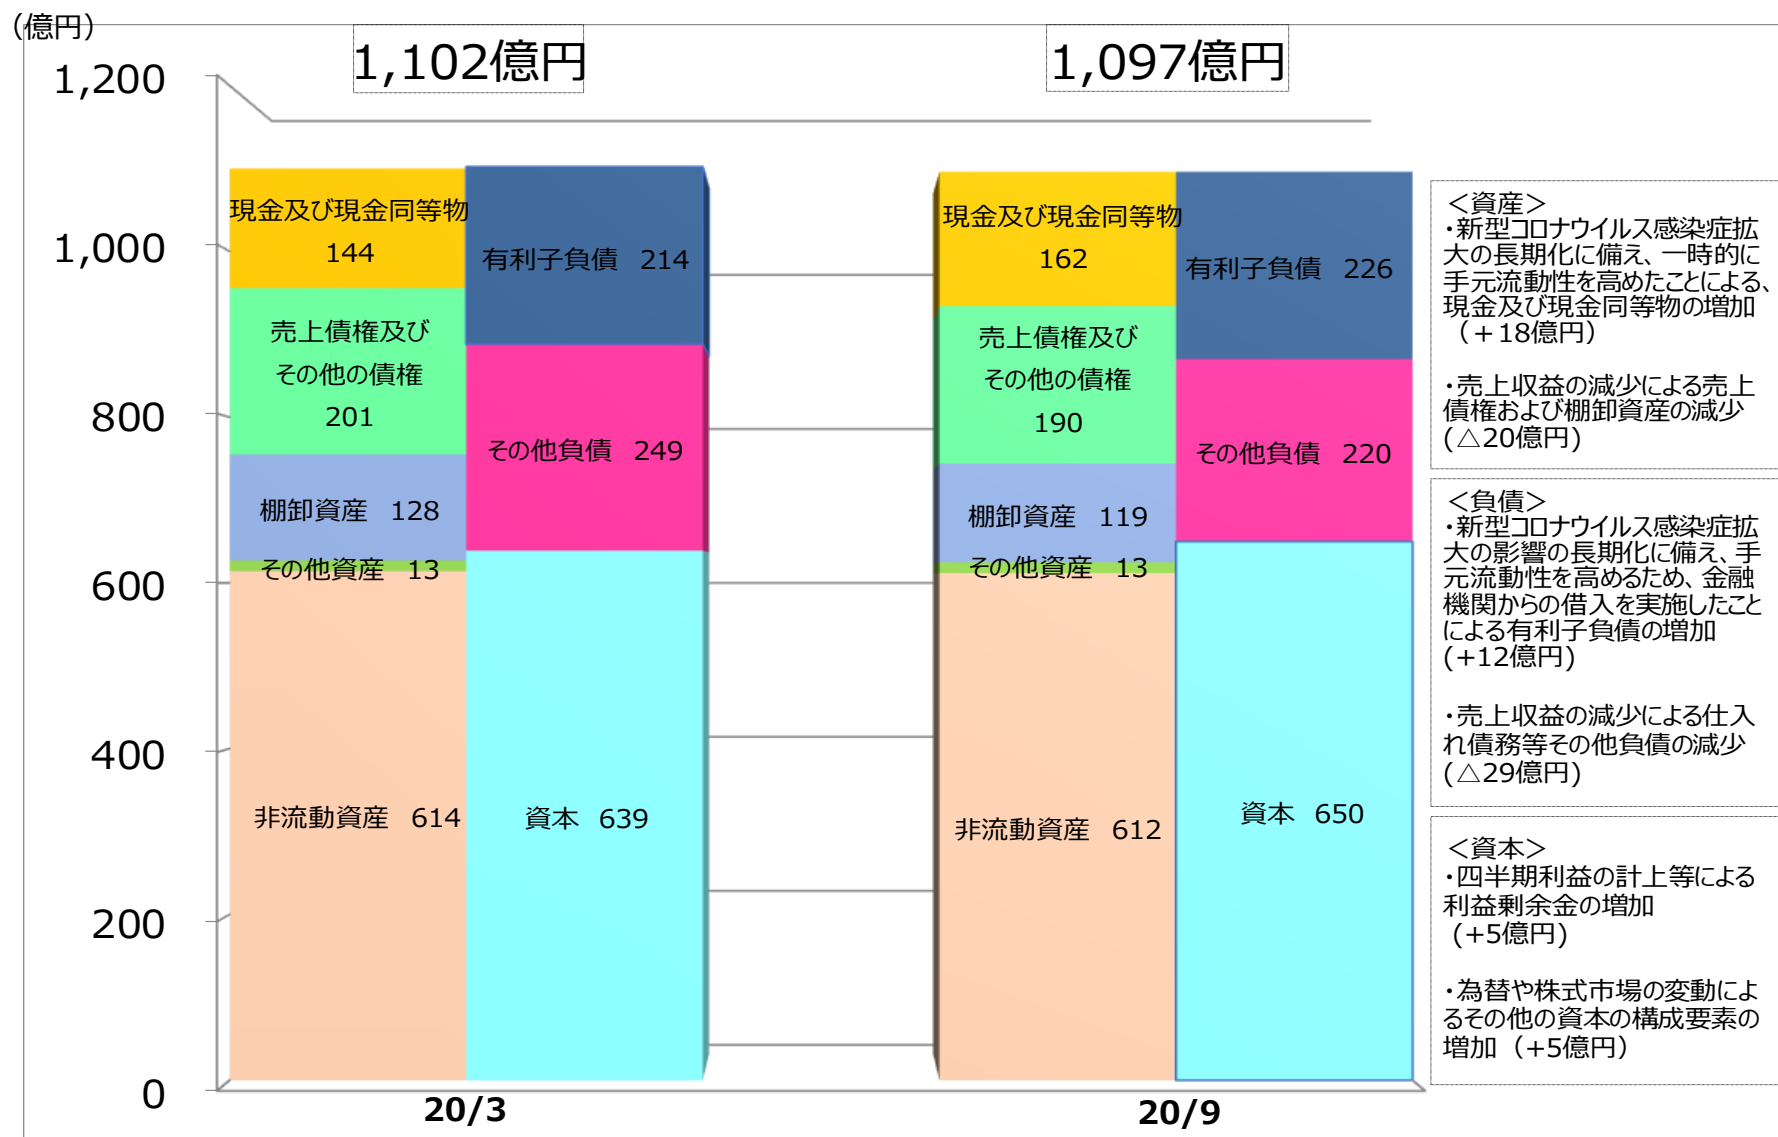 (億円)
1,102億円
1,097億円
1,200
1,000
800
600
400
200
0
現金及び現金同等物
144
売上債権及び
その他の債権
201
棚卸資産 128
その他資産 13
非流動資産 614
有利子負債 214
その他負債 249
資本 639
20/3
現金及び現金同等物
162
売上債権及び
その他の債権
190
棚卸資産 119
その他資産 13
非流動資産 612
有利子負債 226
その他負債 220
資本 650
20/9
＜資産＞
・新型コロナウイルス感染症拡
大の長期化に備え、一時的に
手元流動性を高めたことによる、
現金及び現金同等物の増加
（＋18億円）
・売上収益の減少による売上
債権および棚卸資産の減少
(△20億円)
＜負債＞
・新型コロナウイルス感染症拡
大の影響の長期化に備え、手
元流動性を高めるため、金融
機関からの借入を実施したこと
による有利子負債の増加
(+12億円)
・売上収益の減少による仕入
れ債務等その他負債の減少
(△29億円)
＜資本＞
・四半期利益の計上等による
利益剰余金の増加
(+5億円)
・為替や株式市場の変動によ
るその他の資本の構成要素の
増加（+5億円）